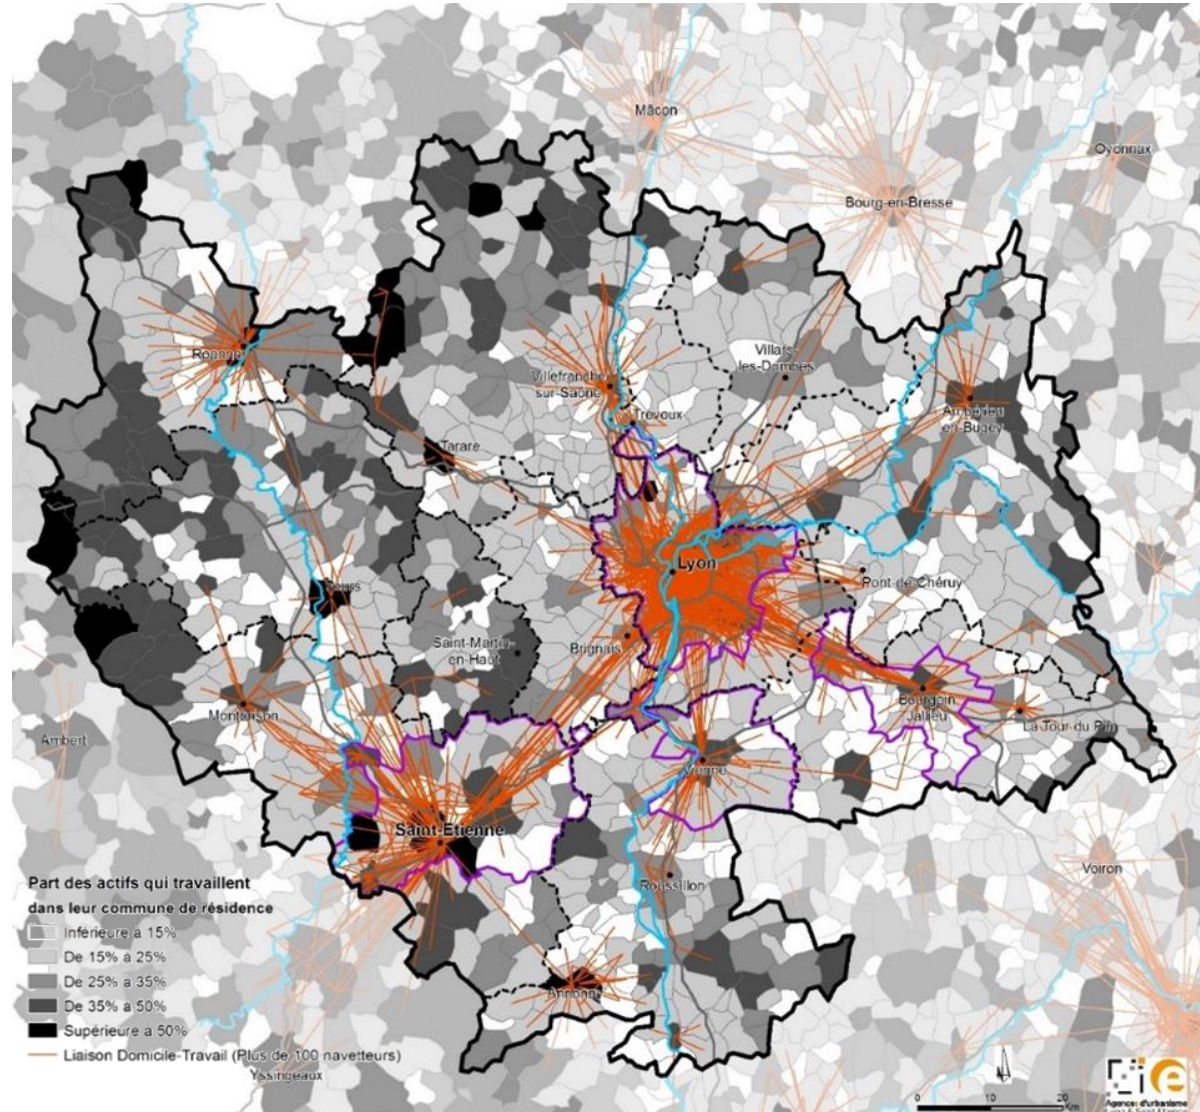 Mâcon
Oyonnax
Bourg-en-Bresse
Roanne
Villars-
les-Dombes
Villefranche-
sur-Saône
Trévoux
Ambérieu
en-Bugey
Tarare
Lyon
Pont-de-Chéruy
Feurs
Saint-Martin-
en-Haut
Brignais
Bourgoin
Jallieu
Montbrison
La Tour-du-Pin
Ambert
Vienne
Saint-Etienne
Voiron
Roussillon
Annonay
Yssingeaux
Part des actifs qui travaillent
dans leur commune de résidence
Inférieure à 15%
De 15% à 25%
De 25% à 35%
De 35% à 50%
Supérieure à 50%
Liaison Domicile-Travail (Plus de 100 navetteurs)
0 10 20
Km
Agences d'urbanisme